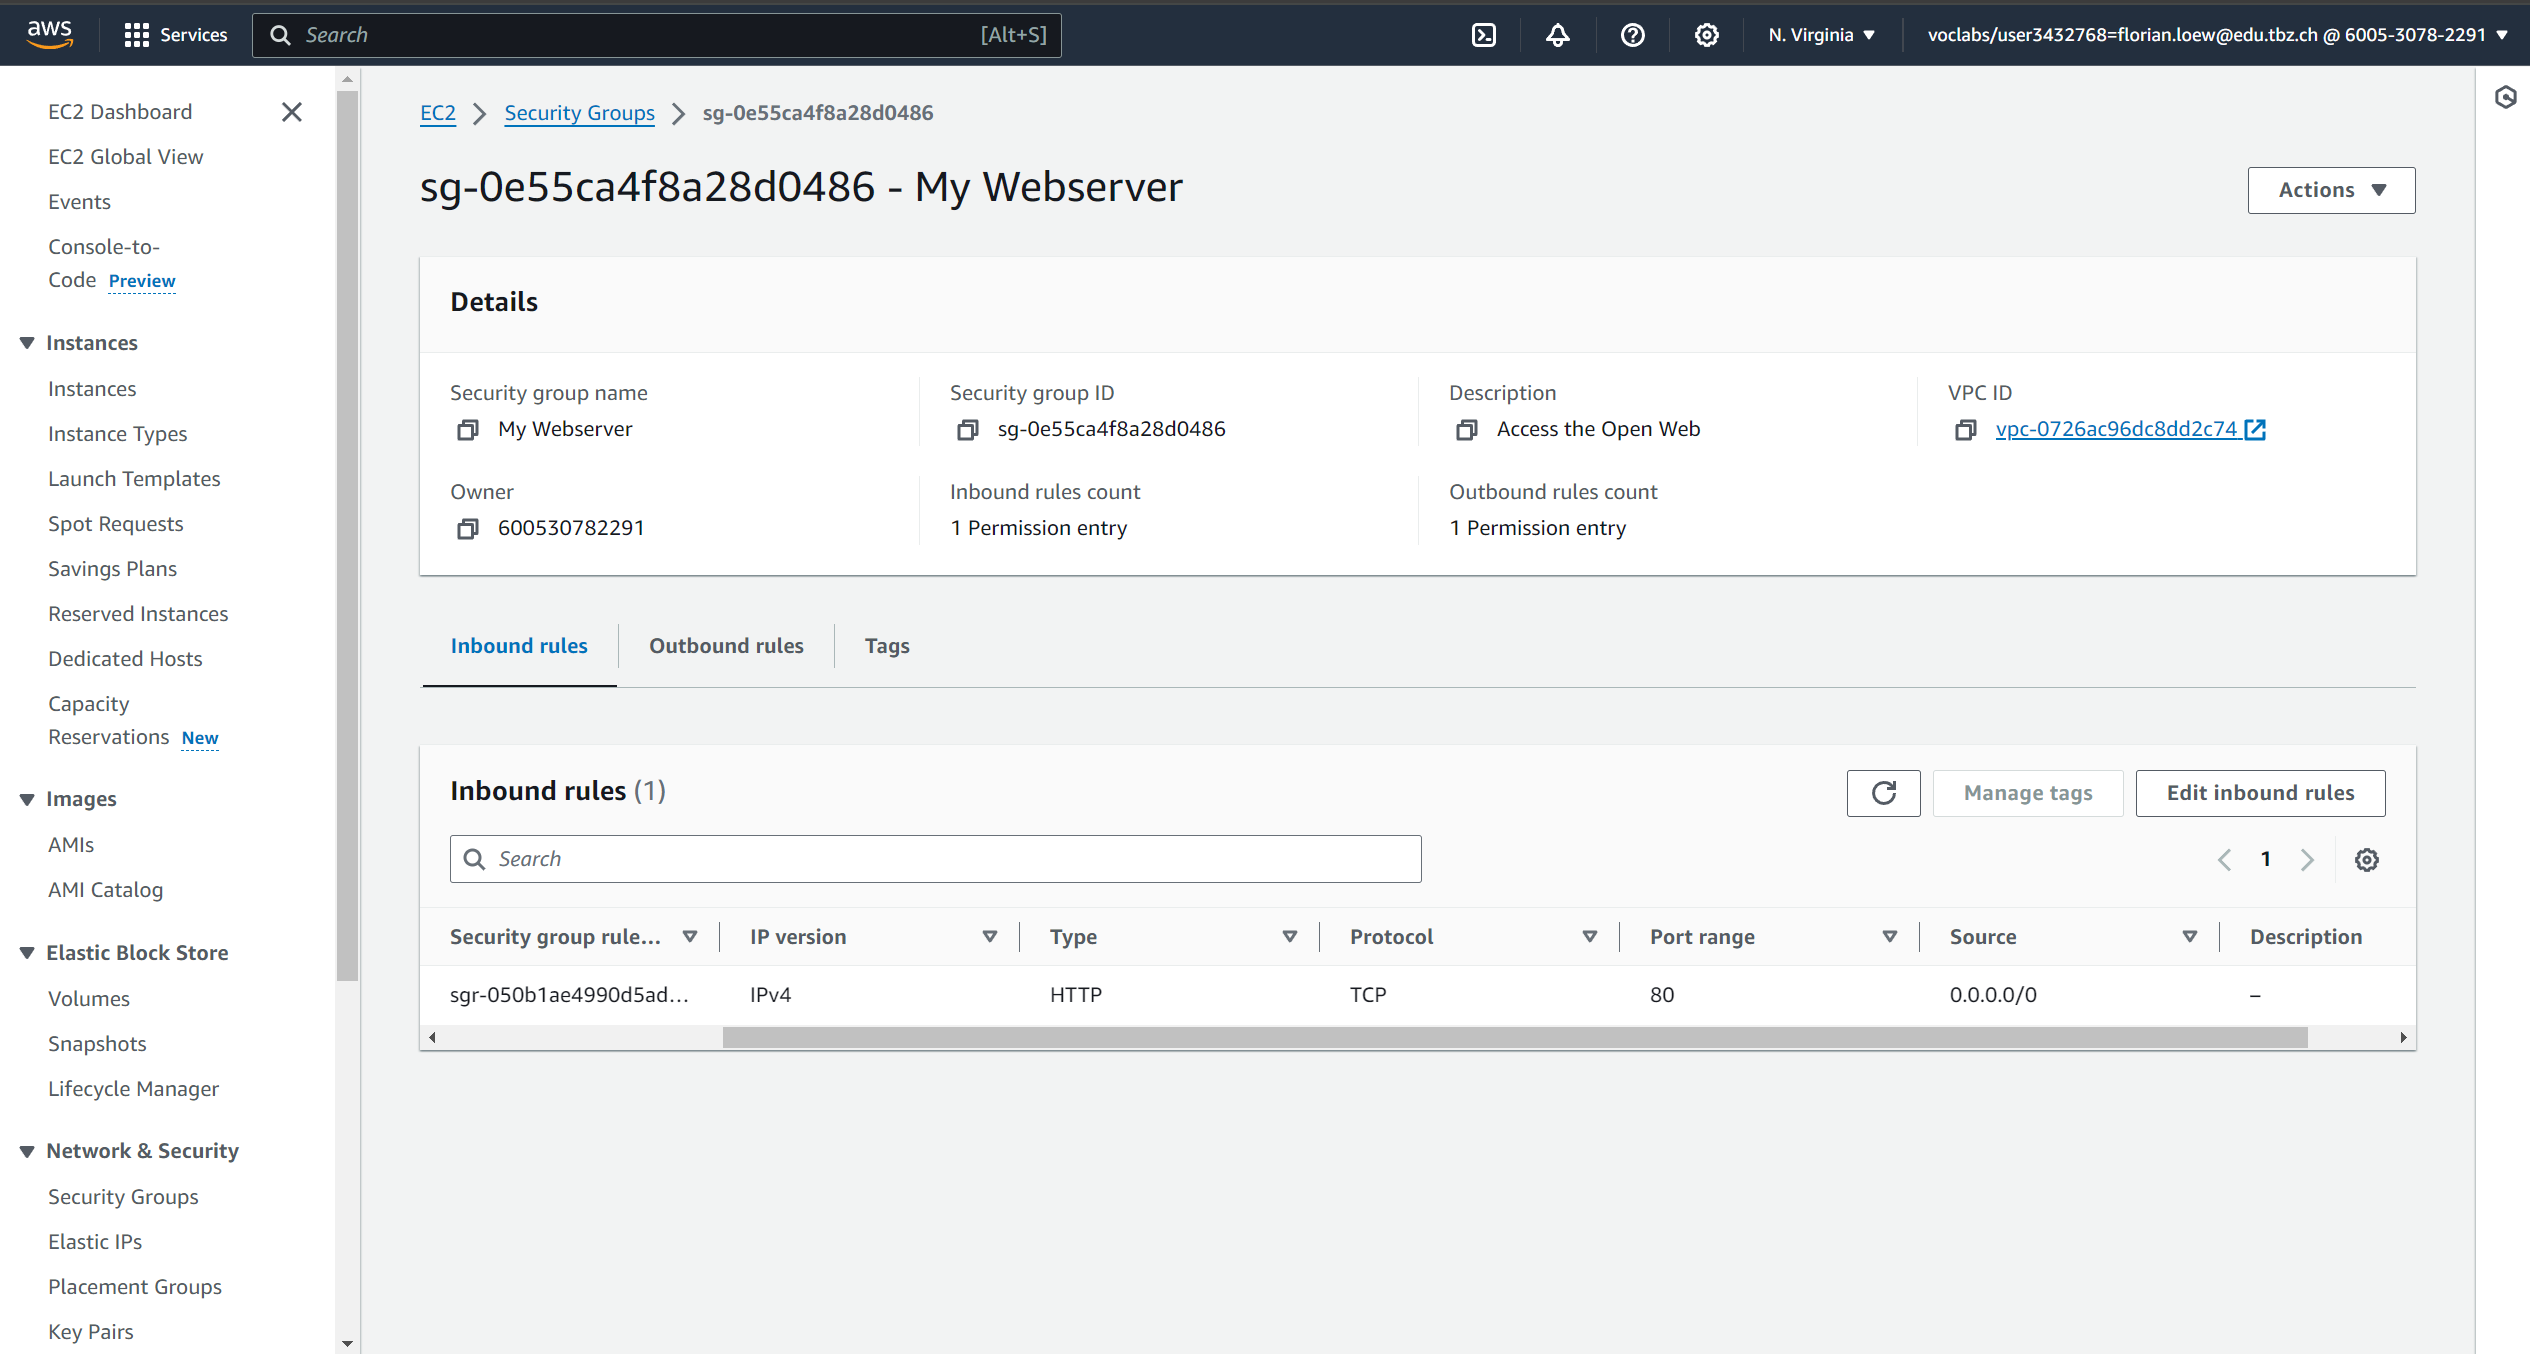 aws
Services
Search
[Alt+S]
N. Virginia
voclabs/user3432768=florian.loew@edu.tbz.ch @ 6005-3078-2291
EC2 Dashboard
EC2 Global View
Events
Console-to-
Code Preview
Instances
Instances
Instance Types
Launch Templates
Spot Requests
Savings Plans
Reserved Instances
Dedicated Hosts
Capacity
Reservations New
Images
AMIs
AMI Catalog
Elastic Block Store
Volumes
Snapshots
Lifecycle Manager
Network & Security
Security Groups
Elastic IPs
Placement Groups
Key Pairs
EC2 Security Groups sg-0e55ca4f8a28d0486
sg-0e55ca4f8a28d0486 - My Webserver
Actions
Details
Security group name
My Webserver
Security group ID
sg-0e55ca4f8a28d0486
Description
Access the Open Web
VPC ID
vpc-0726ac96dc8dd2c74
Owner
600530782291
Inbound rules count
1 Permission entry
Outbound rules count
1 Permission entry
Inbound rules
Outbound rules
Tags
Inbound rules (1)
Manage tags
Edit inbound rules
Search
1
Security group rule... IP version Type Protocol Port range Source Description
sgr-050b1ae4990d5ad... IPv4 HTTP TCP 80 0.0.0.0/0 –